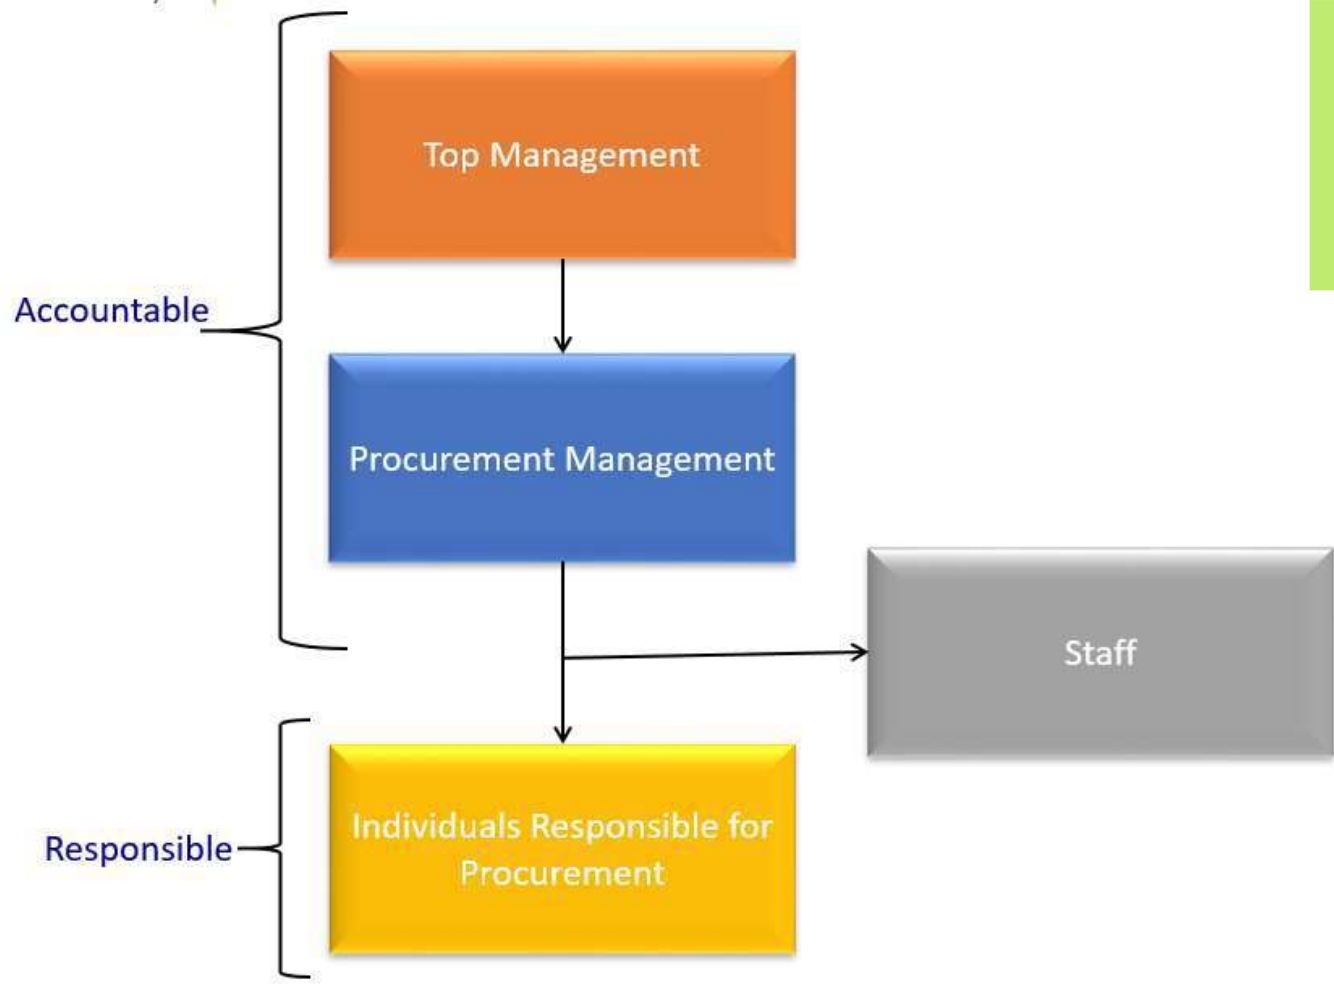 Top Management
Accountable
Procurement Management
Staff
Individuals Responsible for
Procurement
Responsible